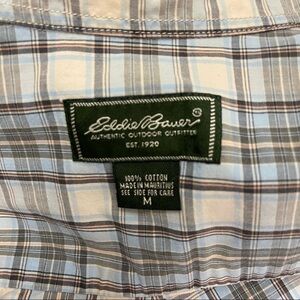 Eddie Bauer
AUTHENTIC OUTDOOR OUTFITTER
EST. 1920
100% COTTON
MADE IN MAURITIUS
SEE SIDE FOR CARE
M